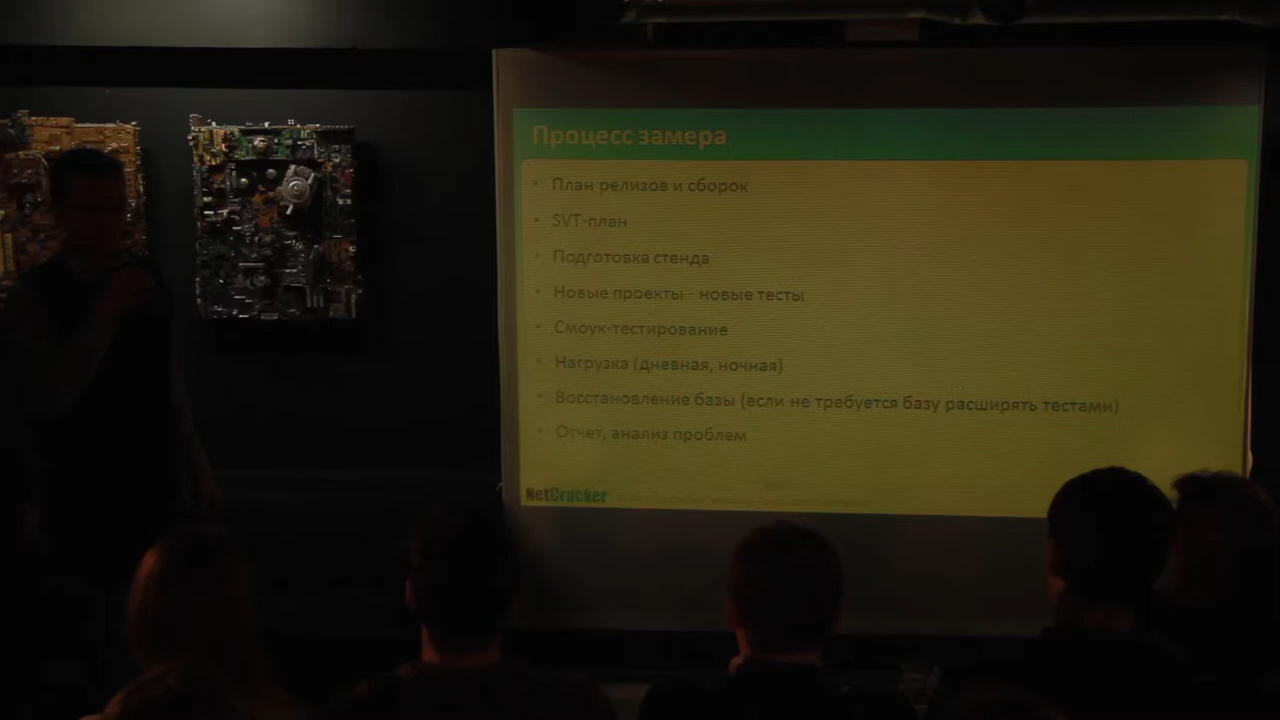 Процесс замера
План релизов и сборок
SVT-план
Подготовка стенда
Новые проекты - новые тесты
Смоук-тестирование
Нагрузка (дневная, ночная)
Восстановление базы (если не требуется базу расширять тестами)
Отчет, анализ проблем
NetCracker